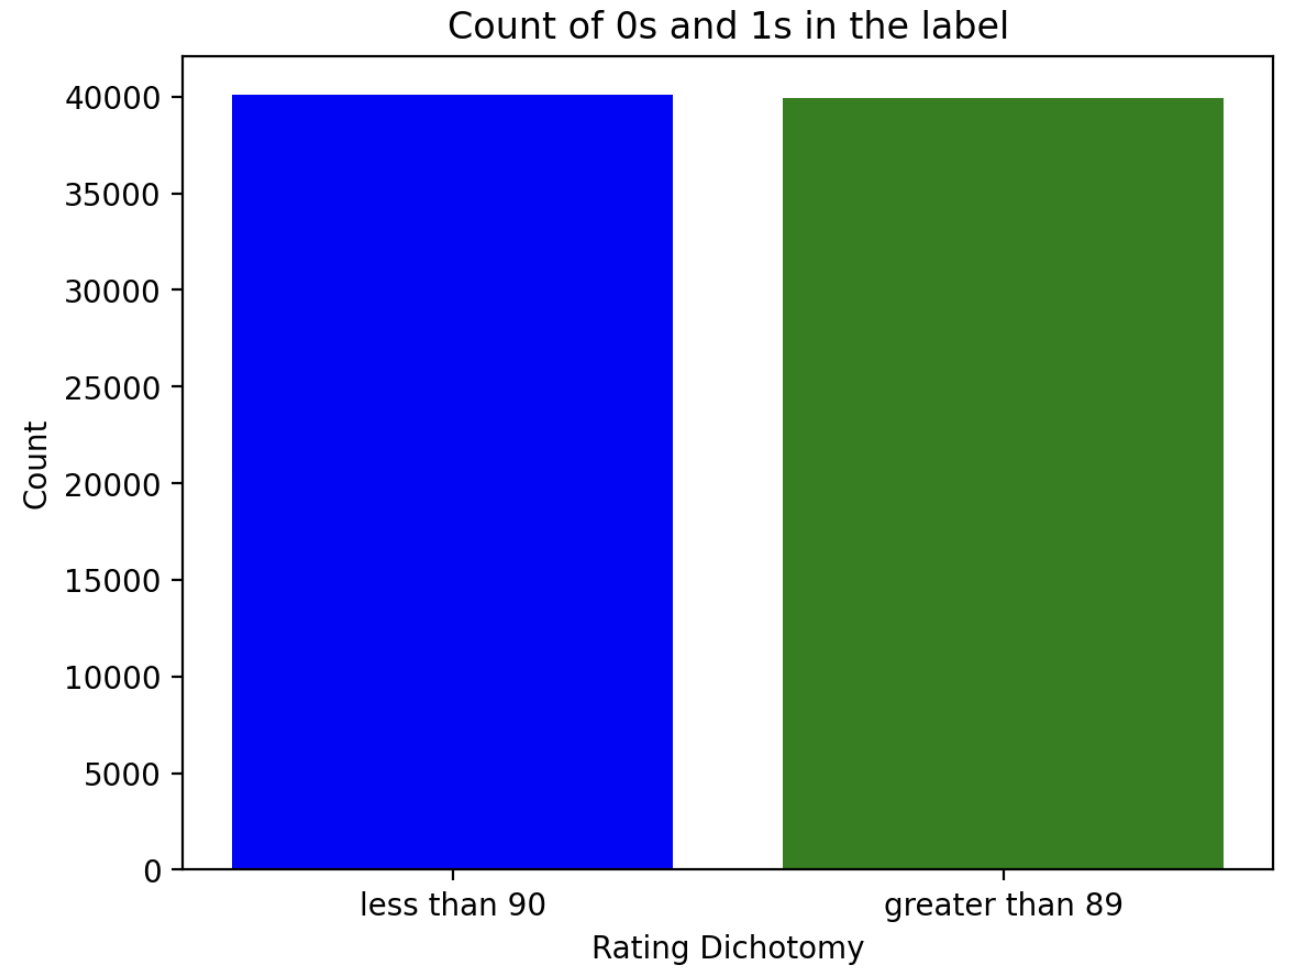 Count of 0s and 1s in the label
40000
35000
30000
25000
20000
15000
10000
5000
0
Count
less than 90
greater than 89
Rating Dichotomy